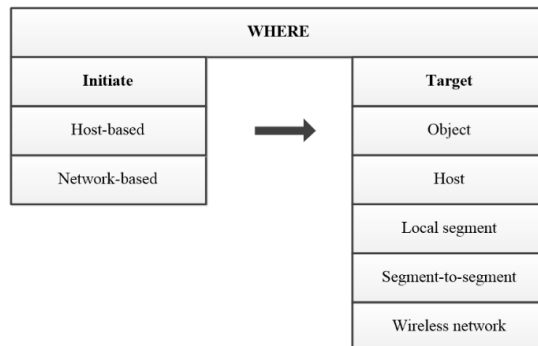 WHERE
Initiate
Target
Host-based
Object
Network-based
Host
Local segment
Segment-to-segment
Wireless network